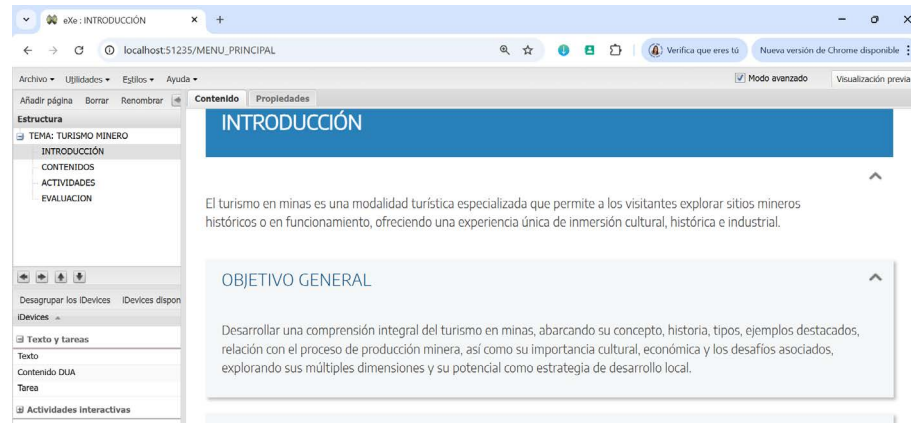 eXe : INTRODUCCIÓN
localhost:51235/MENU_PRINCIPAL
Verifica que eres tú
Nueva versión de Chrome disponible
Archivo Utilidades Estilos Ayuda
Modo avanzado
Visualización previa
Añadir página Borrar Renombrar
Contenido Propiedades
Estructura
TEMA: TURISMO MINERO
INTRODUCCIÓN
CONTENIDOS
ACTIVIDADES
EVALUACION
Desagrupar los iDevices iDevices dispon
iDevices
Texto y tareas
Texto
Contenido DUA
Tarea
Actividades interactivas
INTRODUCCIÓN
El turismo en minas es una modalidad turística especializada que permite a los visitantes explorar sitios mineros
históricos o en funcionamiento, ofreciendo una experiencia única de inmersión cultural, histórica e industrial.
OBJETIVO GENERAL
Desarrollar una comprensión integral del turismo en minas, abarcando su concepto, historia, tipos, ejemplos destacados,
relación con el proceso de producción minera, así como su importancia cultural, económica y los desafíos asociados,
explorando sus múltiples dimensiones y su potencial como estrategia de desarrollo local.